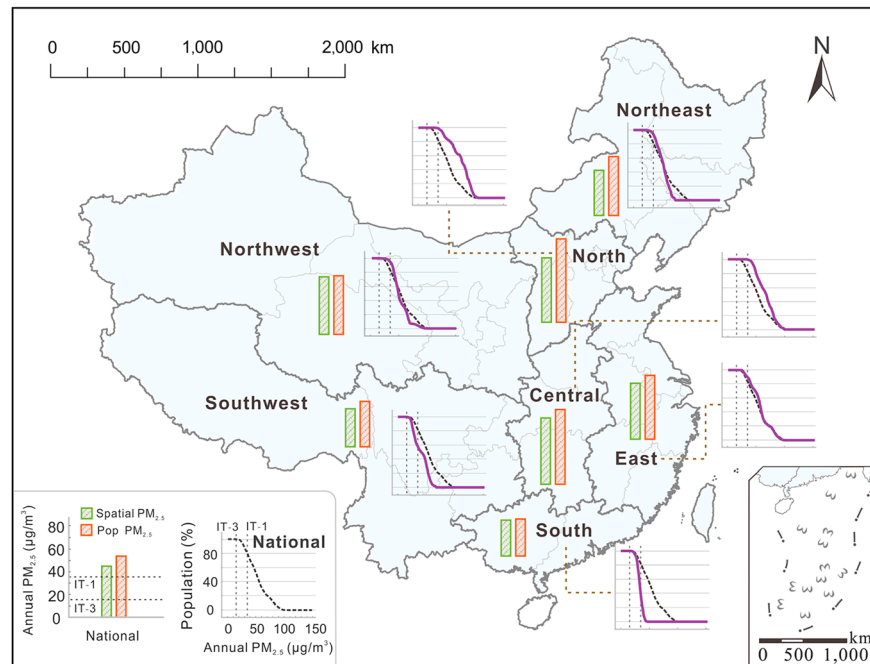 0 500 1,000 2,000 km
N
Northeast
Northwest
North
Southwest
Central
East
South
Annual PM2.5 (μg/m³)
80
60
40
20
0
Spatial PM2.5
Pop PM2.5
IT-1
IT-3
National
Population (%)
80
40
0
IT-3 IT-1
National
0 50 100 150
Annual PM2.5 (μg/m³)
km
0 500 1,000